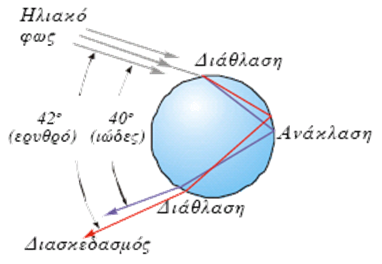 Ηλιακό
φως
Διάθλαση
42° 40°
(ερυθρό) (ιώδες)
Ανάκλαση
Διάθλαση
Διασκεδασμός